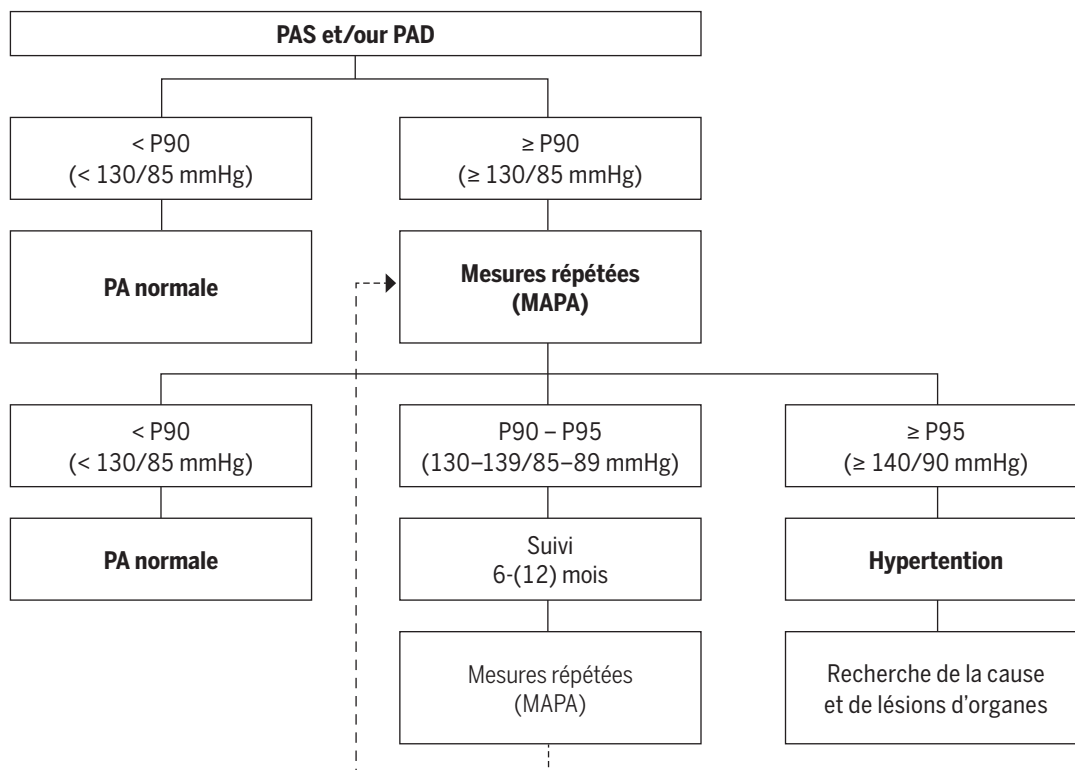 PAS et/our PAD
< P90
(< 130/85 mmHg)
≥ P90
(≥ 130/85 mmHg)
PA normale
Mesures répétées
(MAPA)
< P90
(< 130/85 mmHg)
P90 – P95
(130–139/85–89 mmHg)
≥ P95
(≥ 140/90 mmHg)
PA normale
Suivi
6-(12) mois
Hypertention
Mesures répétées
(MAPA)
Recherche de la cause
et de lésions d'organes